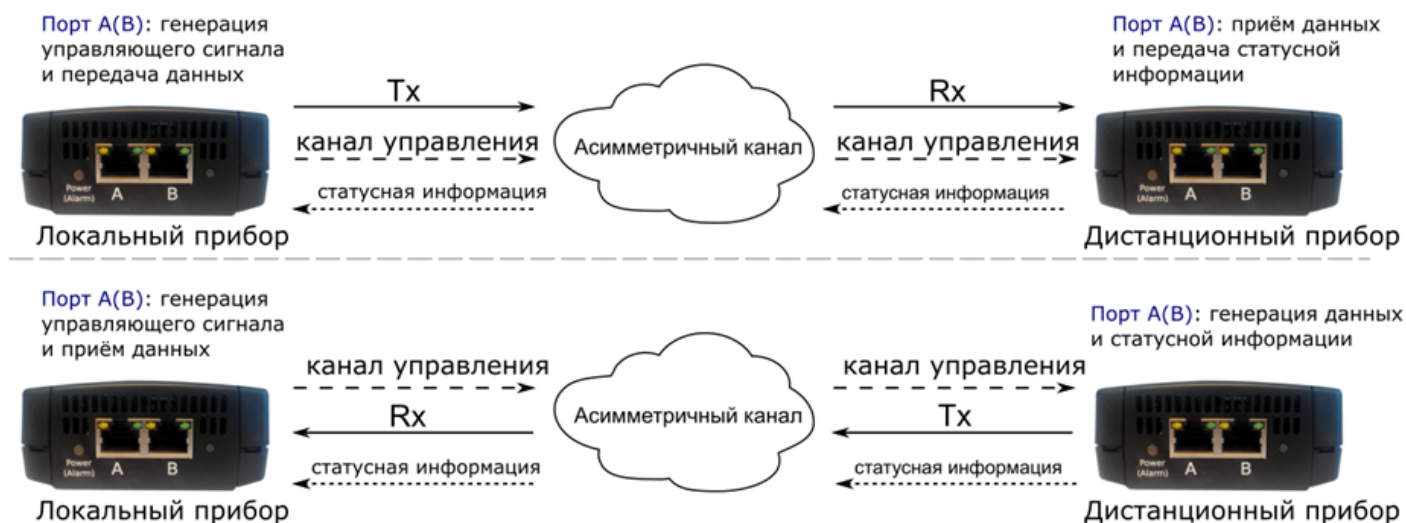 Порт А(В): генерация
управляющего сигнала
и передача данных
Порт А(В): приём данных
и передача статусной
информации
Tx
Rx
канал управления
Асимметричный канал
канал управления
статусная информация
статусная информация
Power
(Alarm)
A
B
Power
(Alarm)
A
B
Локальный прибор
Дистанционный прибор
Порт А(В): генерация
управляющего сигнала
и приём данных
Порт А(В): генерация данных
и статусной информации
канал управления
канал управления
Rx
Асимметричный канал
Tx
статусная информация
статусная информация
Power
(Alarm)
A
B
Power
(Alarm)
A
B
Локальный прибор
Дистанционный прибор